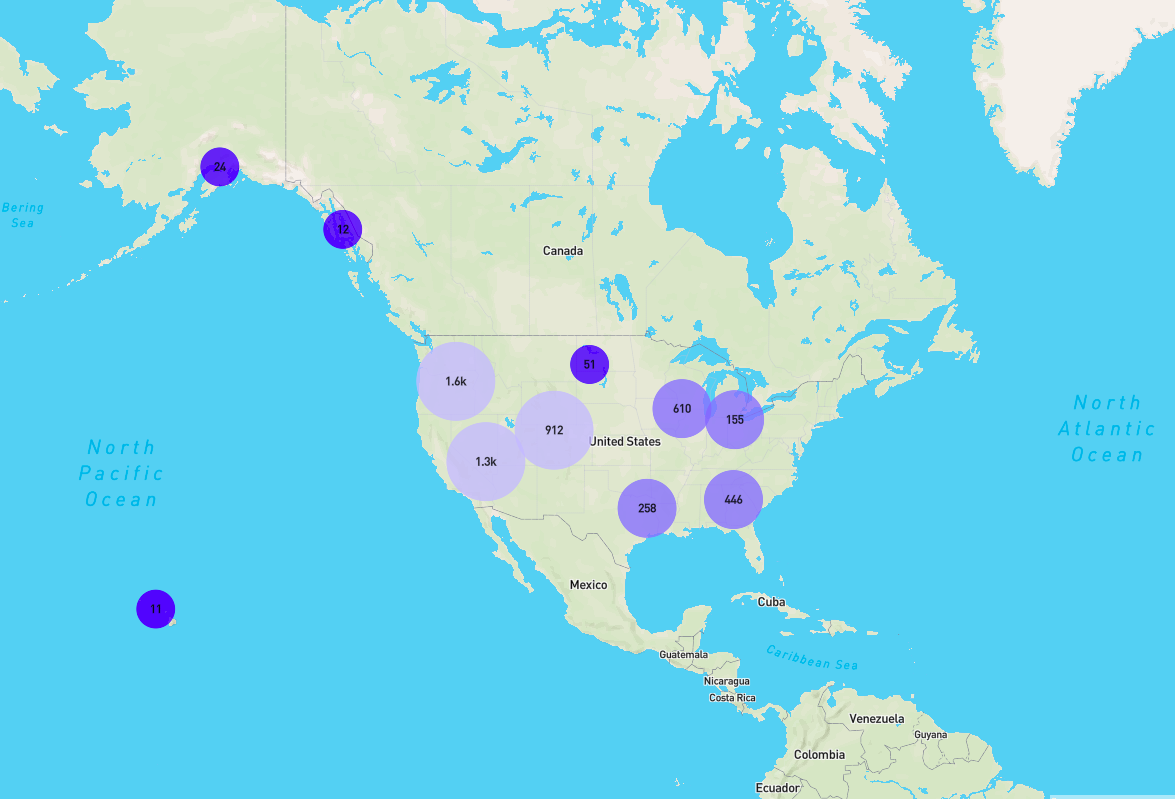 24
Bering
Sea
12
Canada
51
1.6k
610
155
912
United States
1.3k
North
Pacific
Ocean
North
Atlantic
Ocean
258
446
Mexico
11
Cuba
Guatemala
Caribbean Sea
Nicaragua
Costa Rica
Venezuela
Guyana
Colombia
Ecuador